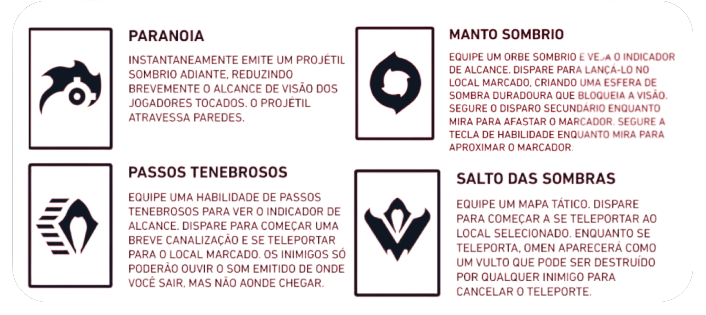 PARANOIA
INSTANTANEAMENTE EMITE UM PROJÉTIL
SOMBRIO ADIANTE, REDUZINDO
BREVEMENTE O ALCANCE DE VISÃO DOS
JOGADORES TOCADOS. O PROJÉTIL
ATRAVESSA PAREDES.
MANTO SOMBRIO
EQUIPE UM ORBE SOMBRIO E VEJA O INDICADOR
DE ALCANCE. DISPARE PARA LANÇÁ-LO NO
LOCAL MARCADO, CRIANDO UMA ESFERA DE
SOMBRA DURADOURA QUE BLOQUEIA A VISÃO.
SEGURE O DISPARO SECUNDÁRIO ENQUANTO
MIRA PARA AFASTAR O MARCADOR. SEGURE A
TECLA DE HABILIDADE ENQUANTO MIRA PARA
APROXIMAR O MARCADOR.
PASSOS TENEBROSOS
EQUIPE UMA HABILIDADE DE PASSOS
TENEBROSOS PARA VER O INDICADOR DE
ALCANCE. DISPARE PARA COMEÇAR UMA
BREVE CANALIZAÇÃO E SE TELEPORTAR
PARA O LOCAL MARCADO. OS INIMIGOS SÓ
PODERÃO OUVIR O SOM EMITIDO DE ONDE
VOCÊ SAIR, MAS NÃO AONDE CHEGAR.
SALTO DAS SOMBRAS
EQUIPE UM MAPA TÁTICO. DISPARE
PARA COMEÇAR A SE TELEPORTAR AO
LOCAL SELECIONADO. ENQUANTO SE
TELEPORTA, OMEN APARECERÁ COMO
UM VULTO QUE PODE SER DESTRUÍDO
POR QUALQUER INIMIGO PARA
CANCELAR O TELEPORTE.